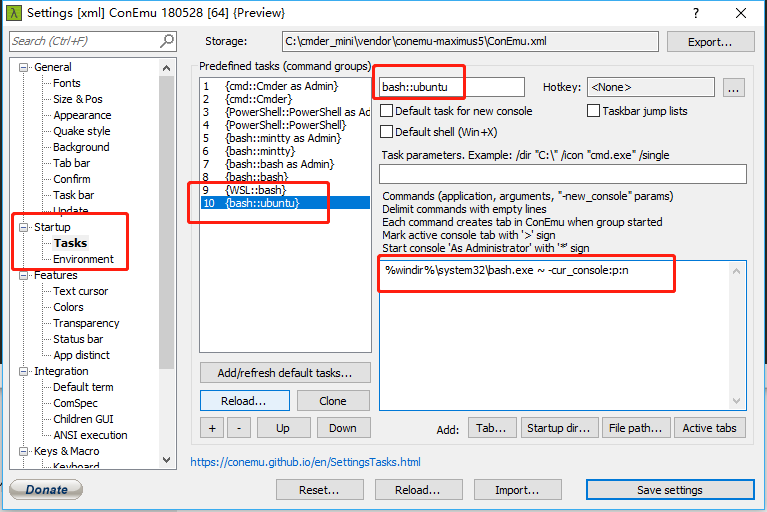 Settings [xml] ConEmu 180528 [64] {Preview}
Search (Ctrl+F)
Storage:
C:\cmder_mini\vendor\conemu-maximus5\ConEmu.xml
Export...
General
Fonts
Size & Pos
Appearance
Quake style
Background
Tab bar
Confirm
Task bar
Update
Startup
Tasks
Environment
Features
Text cursor
Colors
Transparency
Status bar
App distinct
Integration
Default term
ComSpec
Children GUI
ANSI execution
Keys & Macro
Keyboard
Predefined tasks (command groups)
1 {cmd::Cmder as Admin}
2 {cmd::Cmder}
3 {PowerShell::PowerShell as Ad
4 {PowerShell::PowerShell}
5 {bash::mintty as Admin}
6 {bash::mintty}
7 {bash::bash as Admin}
8 {bash::bash}
9 {WSL::bash}
10 {bash::ubuntu}
bash::ubuntu
Hotkey:
<None>
...
Default task for new console
Taskbar jump lists
Default shell (Win+X)
Task parameters. Example: /dir "C:\" /icon "cmd.exe" /single
Commands (application, arguments, "-new_console" params)
Delimit commands with empty lines
Each command creates tab in ConEmu when group started
Mark active console tab with '>' sign
Start console 'As Administrator' with '*' sign
%windir%\system32\bash.exe ~ -cur_console:p:n
Add/refresh default tasks...
Reload...
Clone
+
-
Up
Down
Add:
Tab...
Startup dir...
File path...
Active tabs
https://conemu.github.io/en/SettingsTasks.html
Donate
Reset...
Reload...
Import...
Save settings